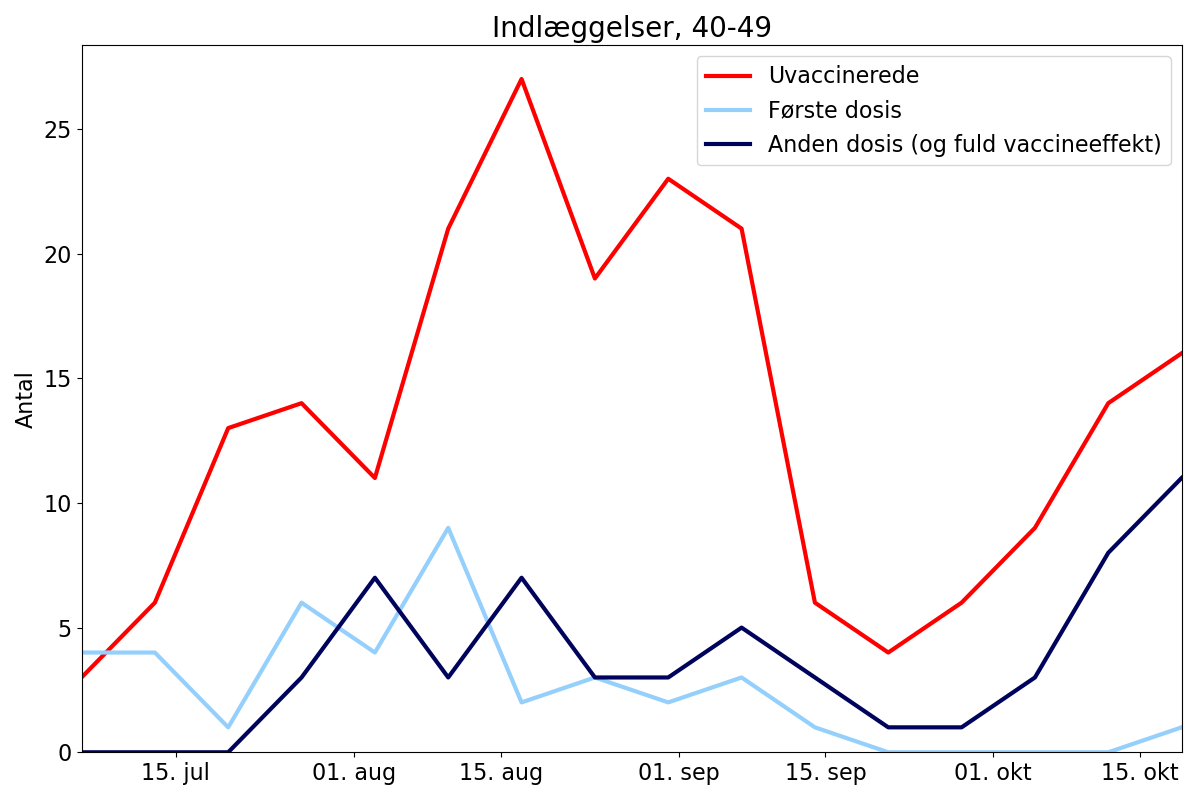 Indlæggelser, 40-49
Uvaccinerede
Første dosis
Anden dosis (og fuld vaccineeffekt)
Antal
25
20
15
10
5
0
15. jul
01. aug
15. aug
01. sep
15. sep
01. okt
15. okt